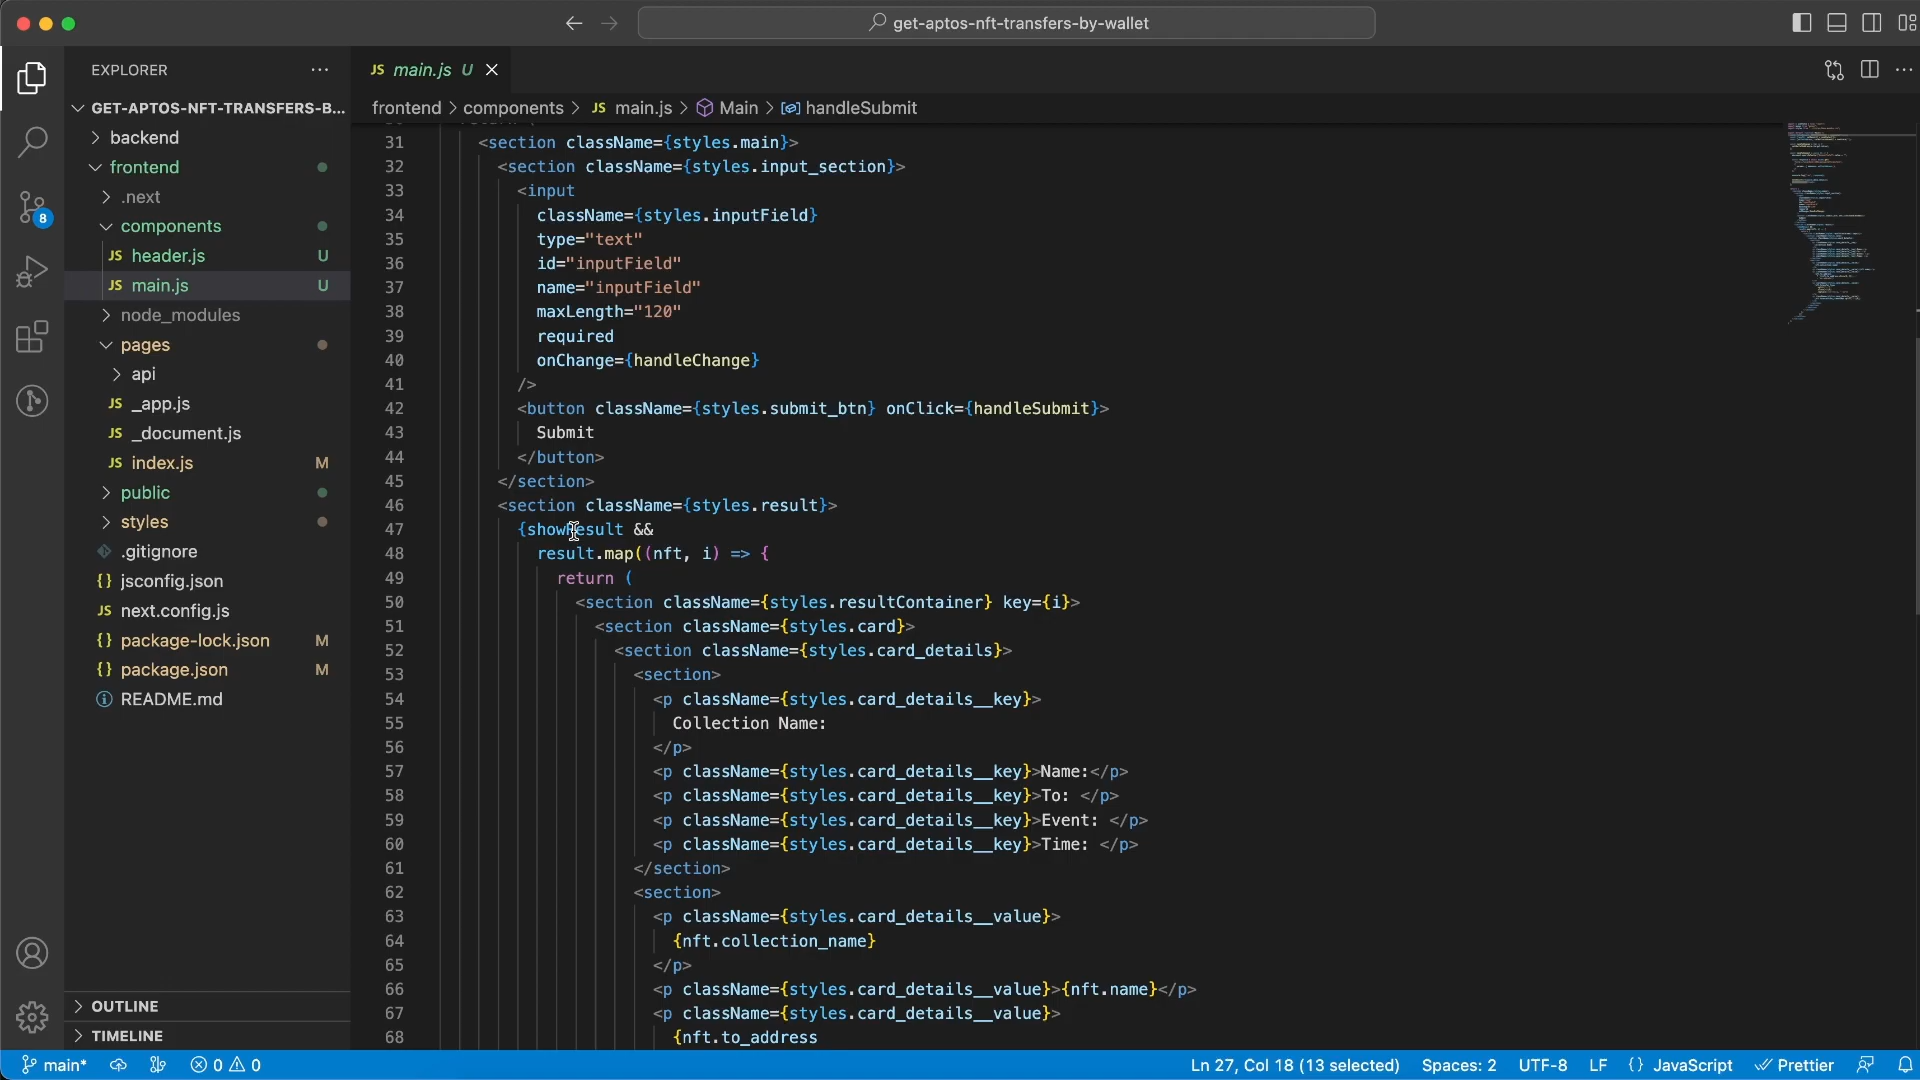 get-aptos-nft-transfers-by-wallet
EXPLORER
JS main.js U
GET-APTOS-NFT-TRANSFERS-B...
frontend > components > JS main.js > Main > handleSubmit
backend
frontend
.next
components
JS header.js U
JS main.js U
node_modules
pages
api
JS _app.js
JS _document.js
JS index.js M
public
styles
.gitignore
{} jsconfig.json
JS next.config.js
{} package-lock.json M
{} package.json M
README.md
OUTLINE
TIMELINE
8
31 <section className={styles.main}>
32 <section className={styles.input_section}>
33 <input
34 className={styles.inputField}
35 type="text"
36 id="inputField"
37 name="inputField"
38 maxLength="120"
39 required
40 onChange={handleChange}
41 />
42 <button className={styles.submit_btn} onClick={handleSubmit}>
43 Submit
44 </button>
45 </section>
46 <section className={styles.result}>
47 {showResult &&
48 result.map((nft, i) => {
49 return (
50 <section className={styles.resultContainer} key={i}>
51 <section className={styles.card}>
52 <section className={styles.card_details}>
53 <section>
54 <p className={styles.card_details__key}>
55 Collection Name:
56 </p>
57 <p className={styles.card_details__key}>Name:</p>
58 <p className={styles.card_details__key}>To: </p>
59 <p className={styles.card_details__key}>Event: </p>
60 <p className={styles.card_details__key}>Time: </p>
61 </section>
62 <section>
63 <p className={styles.card_details__value}>
64 {nft.collection_name}
65 </p>
66 <p className={styles.card_details__value}>{nft.name}</p>
67 <p className={styles.card_details__value}>
68 {nft.to_address
main* 0 0 Ln 27, Col 18 (13 selected) Spaces: 2 UTF-8 LF {} JavaScript Prettier